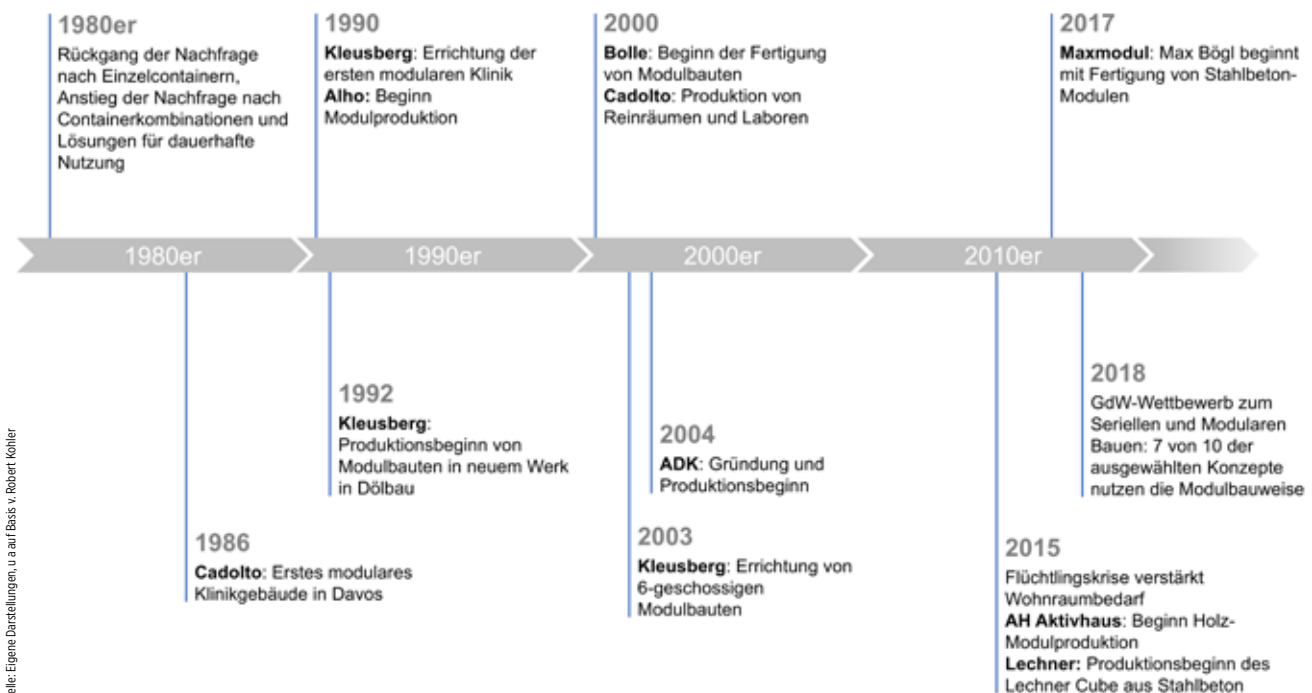 1980er
Rückgang der Nachfrage
nach Einzelcontainern,
Anstieg der Nachfrage nach
Containerkombinationen und
Lösungen für dauerhafte
Nutzung
1990
Kleusberg: Errichtung der
ersten modularen Klinik
Alho: Beginn
Modulproduktion
2000
Bolle: Beginn der Fertigung
von Modulbauten
Cadolto: Produktion von
Reinräumen und Laboren
2017
Maxmodul: Max Bögl beginnt
mit Fertigung von Stahlbeton-
Modulen
1980er
1990er
2000er
2010er
1986
Cadolto: Erstes modulares
Klinikgebäude in Davos
1992
Kleusberg:
Produktionsbeginn von
Modulbauten in neuem Werk
in Dölbau
2003
Kleusberg: Errichtung von
6-geschossigen
Modulbauten
2004
ADK: Gründung und
Produktionsbeginn
2015
Flüchtlingskrise verstärkt
Wohnraumbedarf
AH Aktivhaus: Beginn Holz-
Modulproduktion
Lechner: Produktionsbeginn des
Lechner Cube aus Stahlbeton
2018
GdW-Wettbewerb zum
Seriellen und Modularen
Bauen: 7 von 10 der
ausgewählten Konzepte
nutzen die Modulbauweise
elle: Eigene Darstellungen, u a auf Basis v. Robert Kohler